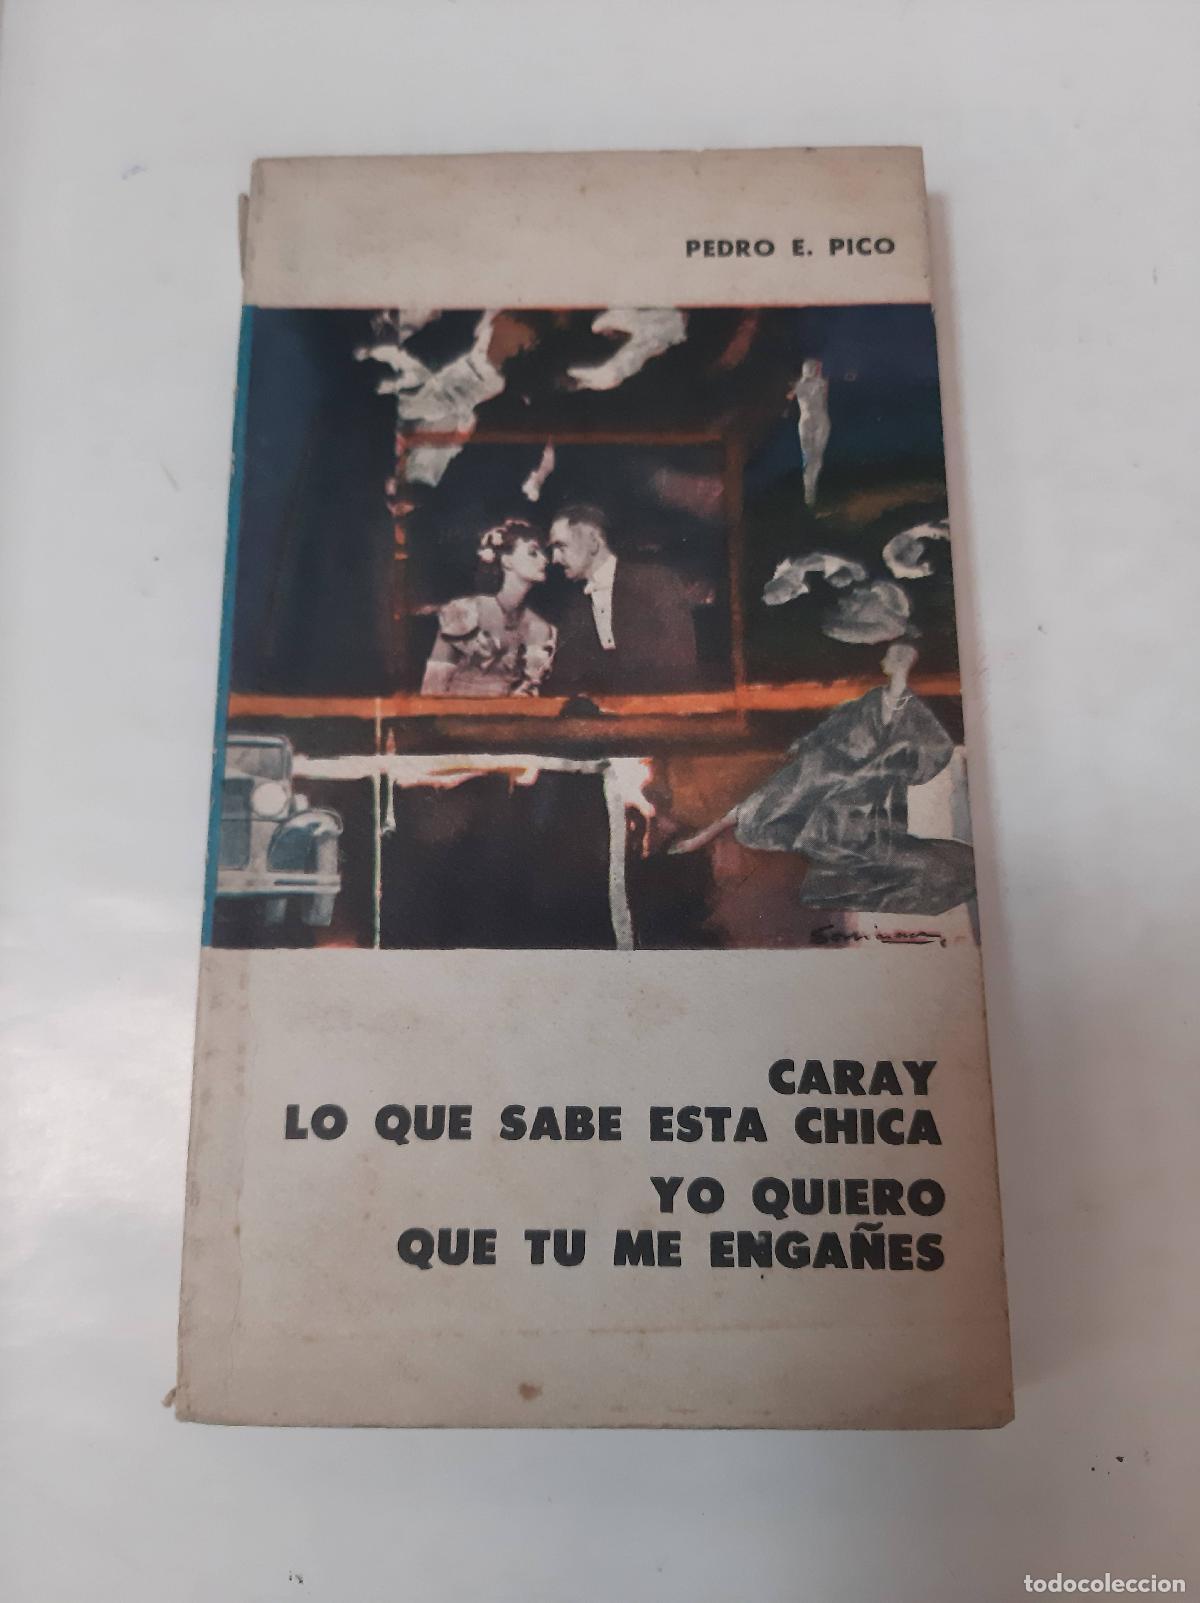 PEDRO E. PICO
CARAY
LO QUE SABE ESTA CHICA
YO QUIERO
QUE TU ME ENGAÑES
todocoleccion